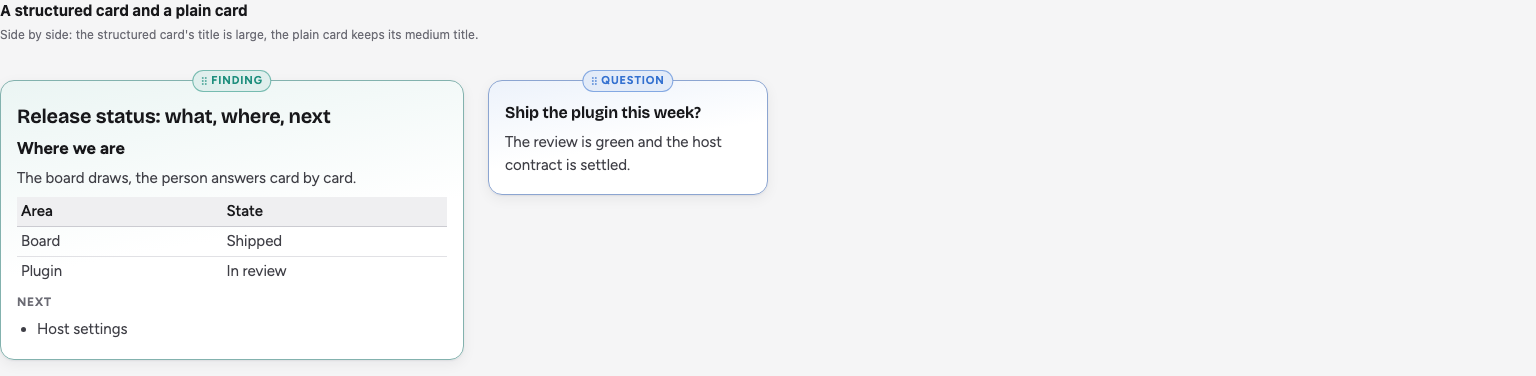 A structured card and a plain card
Side by side: the structured card's title is large, the plain card keeps its medium title.
FINDING
Release status: what, where, next
Where we are
The board draws, the person answers card by card.
Area State
Board Shipped
Plugin In review
NEXT
• Host settings
QUESTION
Ship the plugin this week?
The review is green and the host
contract is settled.